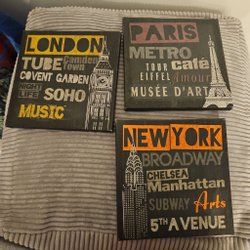 LONDON
TUBE Camden Town
COVENT GARDEN
NIGHT LIFE SOHO
MUSIC
PARIS
METRO café
TOUR EIFFEL Amour
MUSÉE D'ART
NEW YORK
BROADWAY
CHELSEA
Manhattan
SUBWAY Arts
5TH AVENUE